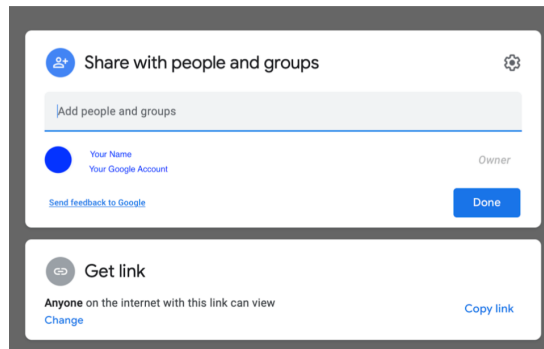 Share with people and groups
Add people and groups
Your Name
Your Google Account
Owner
Send feedback to Google
Done
Get link
Anyone on the internet with this link can view
Change
Copy link